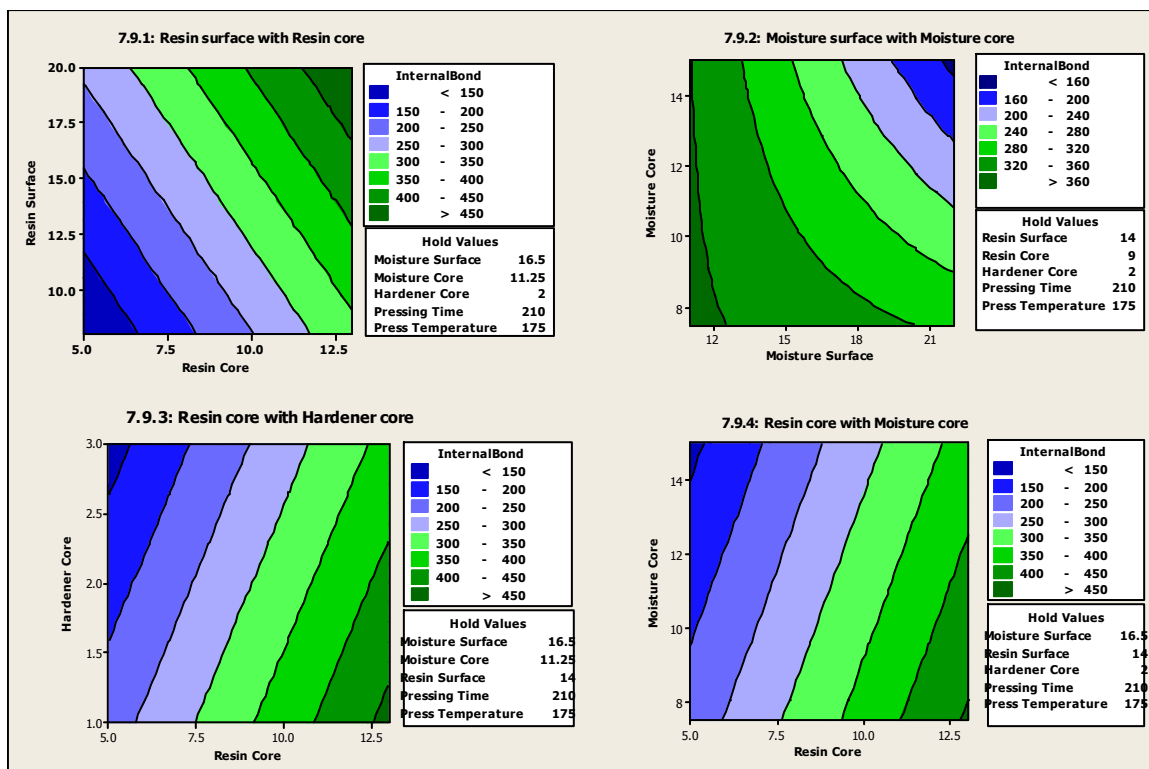 7.9.1: Resin surface with Resin core
20.0
17.5
15.0
12.5
10.0
Resin Surface
5.0 7.5 10.0 12.5
Resin Core
InternalBond
< 150
150 - 200
200 - 250
250 - 300
300 - 350
350 - 400
400 - 450
> 450
Hold Values
Moisture Surface 16.5
Moisture Core 11.25
Hardener Core 2
Pressing Time 210
Press Temperature 175
7.9.2: Moisture surface with Moisture core
14
12
10
8
Moisture Core
12 15 18 21
Moisture Surface
InternalBond
< 160
160 - 200
200 - 240
240 - 280
280 - 320
320 - 360
> 360
Hold Values
Resin Surface 14
Resin Core 9
Hardener Core 2
Pressing Time 210
Press Temperature 175
7.9.3: Resin core with Hardener core
3.0
2.5
2.0
1.5
1.0
Hardener Core
5.0 7.5 10.0 12.5
Resin Core
InternalBond
< 150
150 - 200
200 - 250
250 - 300
300 - 350
350 - 400
400 - 450
> 450
Hold Values
Moisture Surface 16.5
Moisture Core 11.25
Resin Surface 14
Pressing Time 210
Press Temperature 175
7.9.4: Resin core with Moisture core
14
12
10
8
Moisture Core
5.0 7.5 10.0 12.5
Resin Core
InternalBond
< 150
150 - 200
200 - 250
250 - 300
300 - 350
350 - 400
400 - 450
> 450
Hold Values
Moisture Surface 16.5
Resin Surface 14
Hardener Core 2
Pressing Time 210
Press Temperature 175